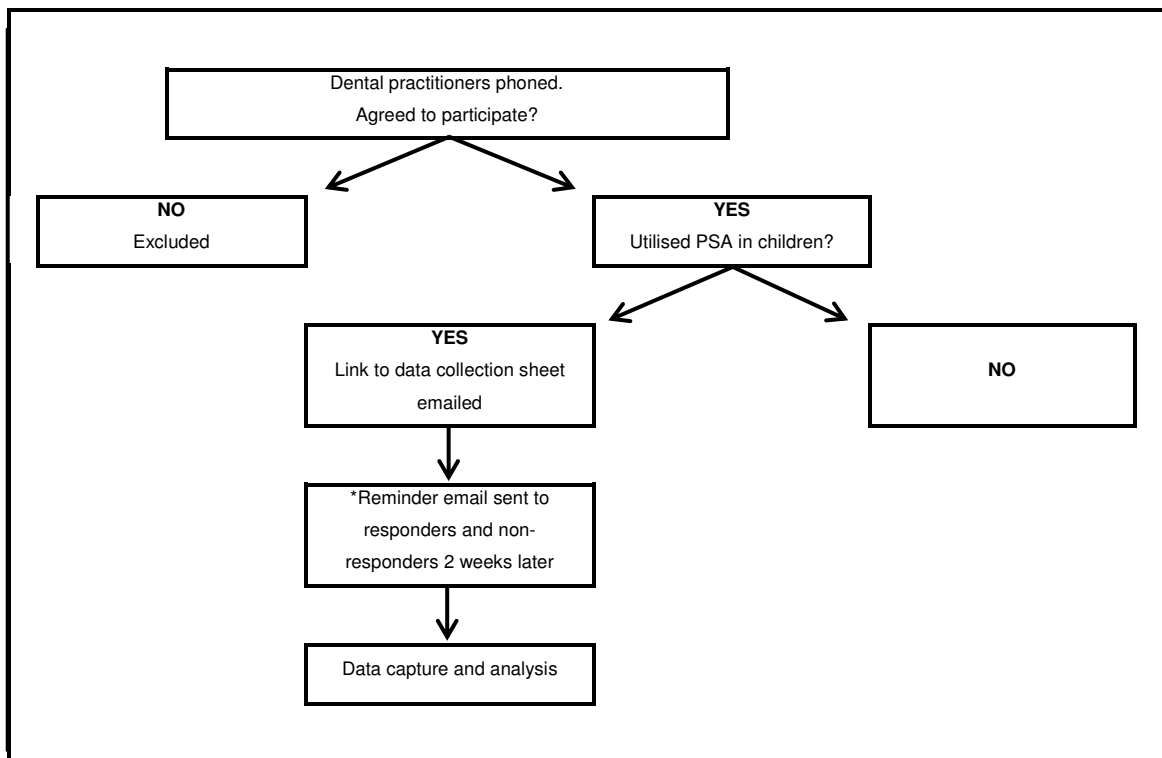 Dental practitioners phoned.
Agreed to participate?
NO
Excluded
YES
Utilised PSA in children?
YES
Link to data collection sheet
emailed
NO
*Reminder email sent to
responders and non-
responders 2 weeks later
Data capture and analysis